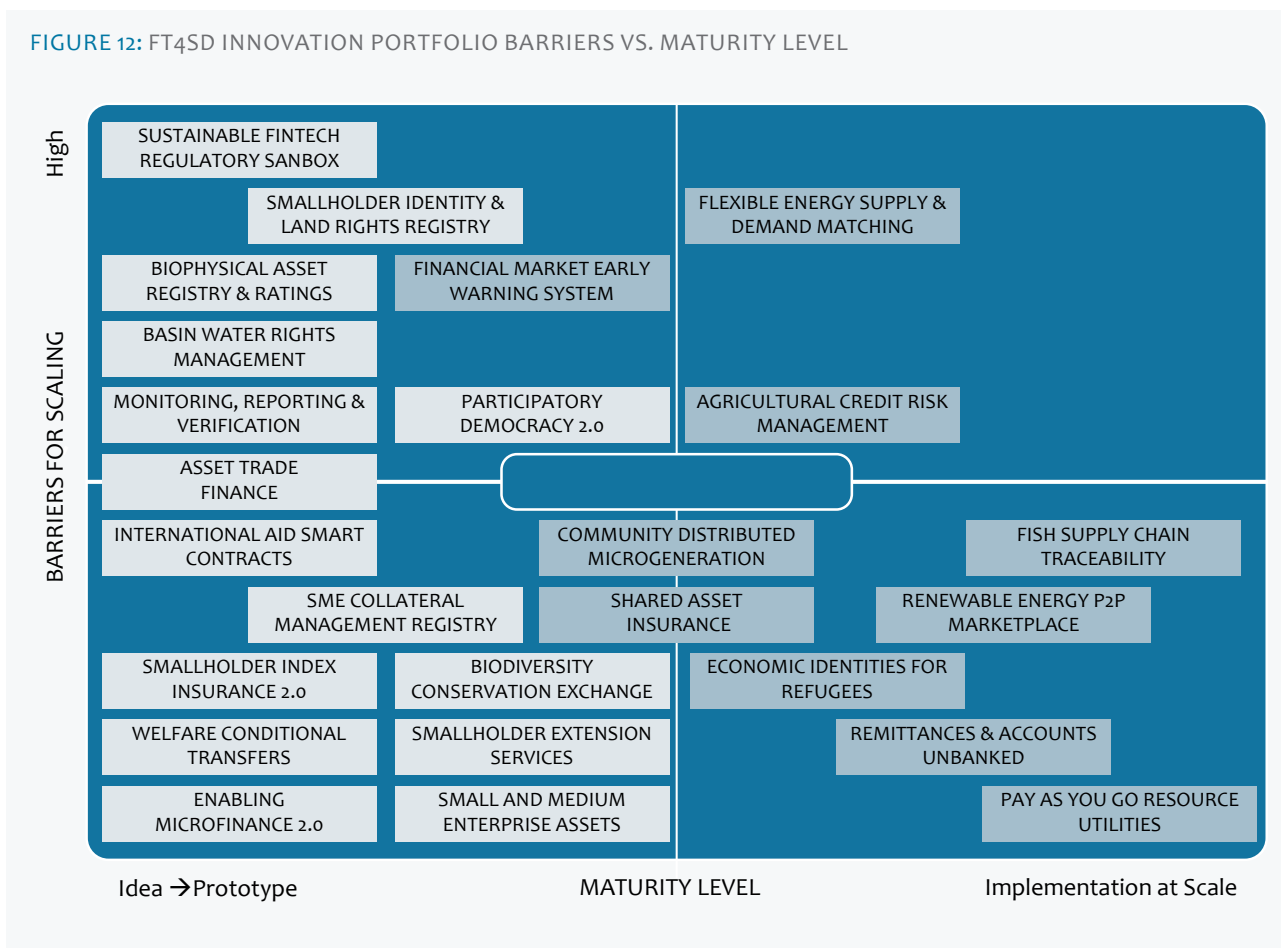 FIGURE 12: FT4SD INNOVATION PORTFOLIO BARRIERS VS. MATURITY LEVEL
High
BARRIERS FOR SCALING
SUSTAINABLE FINTECH
REGULATORY SANBOX
SMALLHOLDER IDENTITY &
LAND RIGHTS REGISTRY
FLEXIBLE ENERGY SUPPLY &
DEMAND MATCHING
BIOPHYSICAL ASSET
REGISTRY & RATINGS
FINANCIAL MARKET EARLY
WARNING SYSTEM
BASIN WATER RIGHTS
MANAGEMENT
MONITORING, REPORTING &
VERIFICATION
PARTICIPATORY
DEMOCRACY 2.0
AGRICULTURAL CREDIT RISK
MANAGEMENT
ASSET TRADE
FINANCE
INTERNATIONAL AID SMART
CONTRACTS
COMMUNITY DISTRIBUTED
MICROGENERATION
FISH SUPPLY CHAIN
TRACEABILITY
SME COLLATERAL
MANAGEMENT REGISTRY
SHARED ASSET
INSURANCE
RENEWABLE ENERGY P2P
MARKETPLACE
SMALLHOLDER INDEX
INSURANCE 2.0
BIODIVERSITY
CONSERVATION EXCHANGE
ECONOMIC IDENTITIES FOR
REFUGEES
WELFARE CONDITIONAL
TRANSFERS
SMALLHOLDER EXTENSION
SERVICES
REMITTANCES & ACCOUNTS
UNBANKED
ENABLING
MICROFINANCE 2.0
SMALL AND MEDIUM
ENTERPRISE ASSETS
PAY AS YOU GO RESOURCE
UTILITIES
Idea →Prototype
MATURITY LEVEL
Implementation at Scale